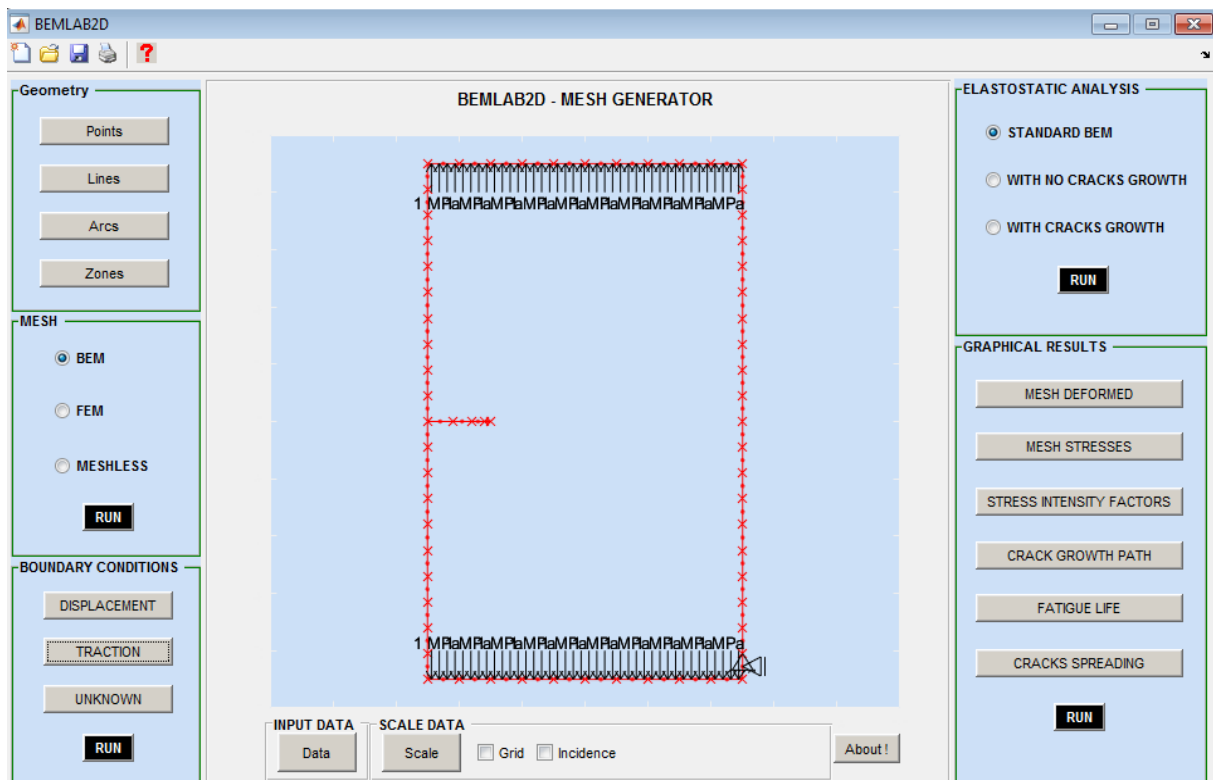 BEMLAB2D
?
Geometry
Points
Lines
Arcs
Zones
MESH
BEM
FEM
MESHLESS
RUN
BOUNDARY CONDITIONS
DISPLACEMENT
TRACTION
UNKNOWN
RUN
BEMLAB2D - MESH GENERATOR
1 MPa
1 MPa
INPUT DATA
Data
SCALE DATA
Scale
Grid
Incidence
About !
ELASTOSTATIC ANALYSIS
STANDARD BEM
WITH NO CRACKS GROWTH
WITH CRACKS GROWTH
RUN
GRAPHICAL RESULTS
MESH DEFORMED
MESH STRESSES
STRESS INTENSITY FACTORS
CRACK GROWTH PATH
FATIGUE LIFE
CRACKS SPREADING
RUN